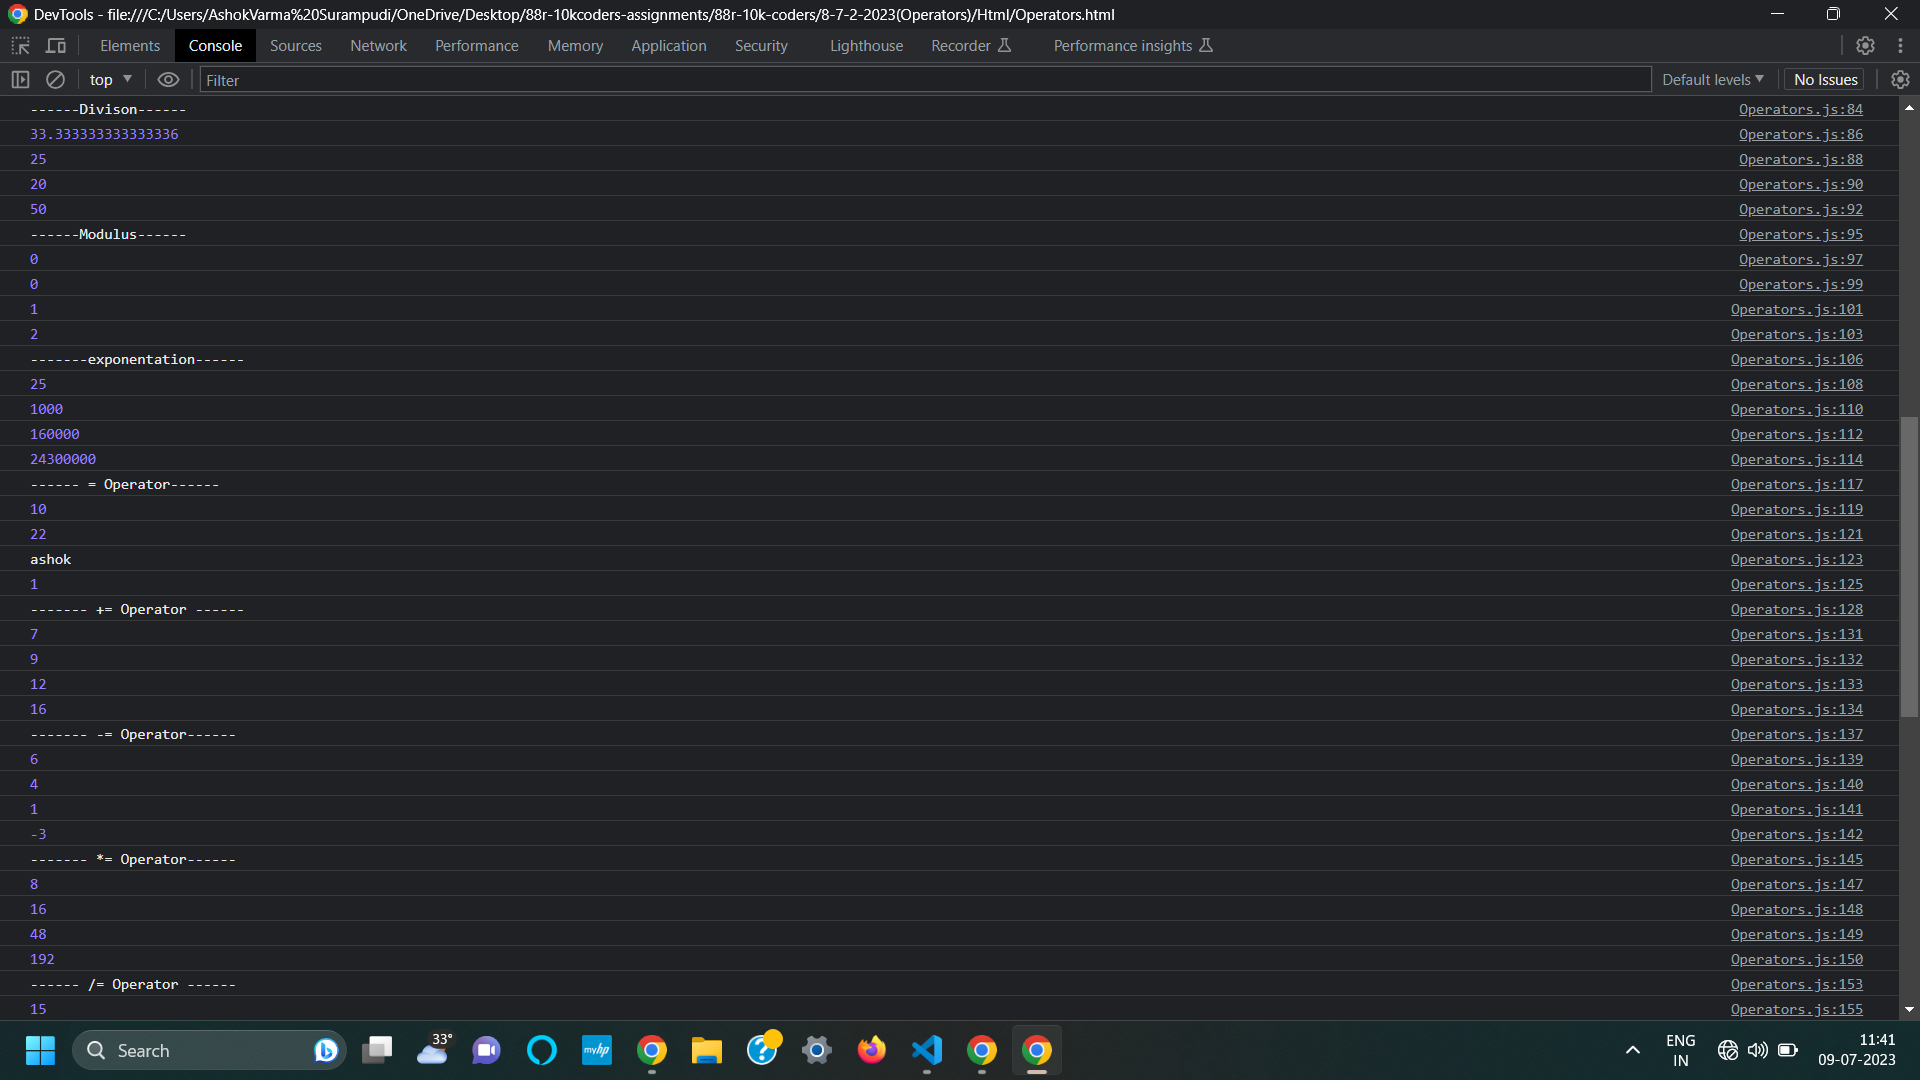 DevTools - file:///C:/Users/AshokVarma%20Surampudi/OneDrive/Desktop/88r-10kcoders-assignments/88r-10k-coders/8-7-2-2023(Operators)/Html/Operators.html
Elements Console Sources Network Performance Memory Application Security Lighthouse Recorder Performance insights
top Filter Default levels No Issues
------Divison------ Operators.js:84
33.333333333333336 Operators.js:86
25 Operators.js:88
20 Operators.js:90
50 Operators.js:92
------Modulus------ Operators.js:95
0 Operators.js:97
0 Operators.js:99
1 Operators.js:101
2 Operators.js:103
-------exponentation------ Operators.js:106
25 Operators.js:108
1000 Operators.js:110
160000 Operators.js:112
24300000 Operators.js:114
------ = Operator------ Operators.js:117
10 Operators.js:119
22 Operators.js:121
ashok Operators.js:123
1 Operators.js:125
------- += Operator ------ Operators.js:128
7 Operators.js:131
9 Operators.js:132
12 Operators.js:133
16 Operators.js:134
------- -= Operator------ Operators.js:137
6 Operators.js:139
4 Operators.js:140
1 Operators.js:141
-3 Operators.js:142
------- *= Operator------ Operators.js:145
8 Operators.js:147
16 Operators.js:148
48 Operators.js:149
192 Operators.js:150
------ /= Operator ------ Operators.js:153
15 Operators.js:155
Search 33° myhp ENG 11:41
IN 09-07-2023